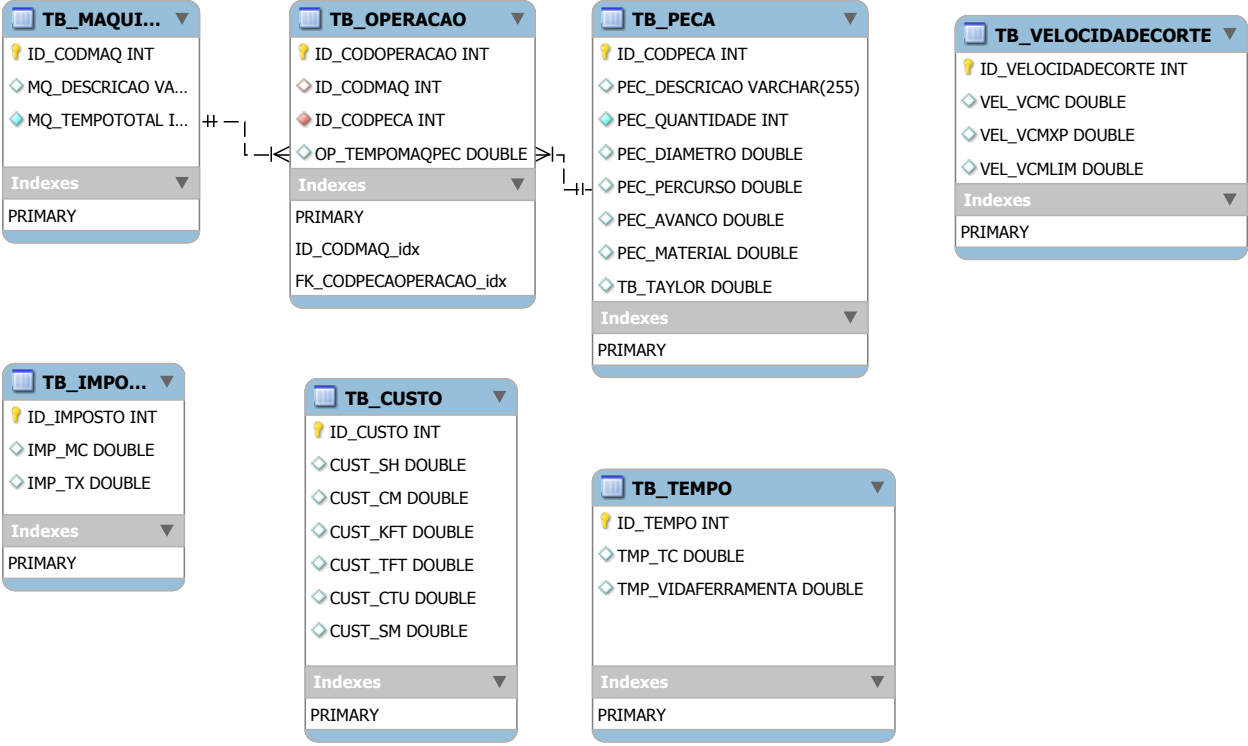 TB_MAQUI...
ID_CODMAQ INT
MQ_DESCRICAO VA...
MQ_TEMPOTOTAL I...
Indexes
PRIMARY
TB_OPERACAO
ID_CODOPERACAO INT
ID_CODMAQ INT
ID_CODPECA INT
OP_TEMPOMAQPEC DOUBLE
Indexes
PRIMARY
ID_CODMAQ_idx
FK_CODPECAOPERACAO_idx
TB_PECA
ID_CODPECA INT
PEC_DESCRICAO VARCHAR(255)
PEC_QUANTIDADE INT
PEC_DIAMETRO DOUBLE
PEC_PERCURSO DOUBLE
PEC_AVANCO DOUBLE
PEC_MATERIAL DOUBLE
TB_TAYLOR DOUBLE
Indexes
PRIMARY
TB_VELOCIDADECORTE
ID_VELOCIDADECORTE INT
VEL_VCMC DOUBLE
VEL_VCMXP DOUBLE
VEL_VCMLIM DOUBLE
Indexes
PRIMARY
TB_IMPO...
ID_IMPOSTO INT
IMP_MC DOUBLE
IMP_TX DOUBLE
Indexes
PRIMARY
TB_CUSTO
ID_CUSTO INT
CUST_SH DOUBLE
CUST_CM DOUBLE
CUST_KFT DOUBLE
CUST_TFT DOUBLE
CUST_CTU DOUBLE
CUST_SM DOUBLE
Indexes
PRIMARY
TB_TEMPO
ID_TEMPO INT
TMP_TC DOUBLE
TMP_VIDAFERRAMENTA DOUBLE
Indexes
PRIMARY